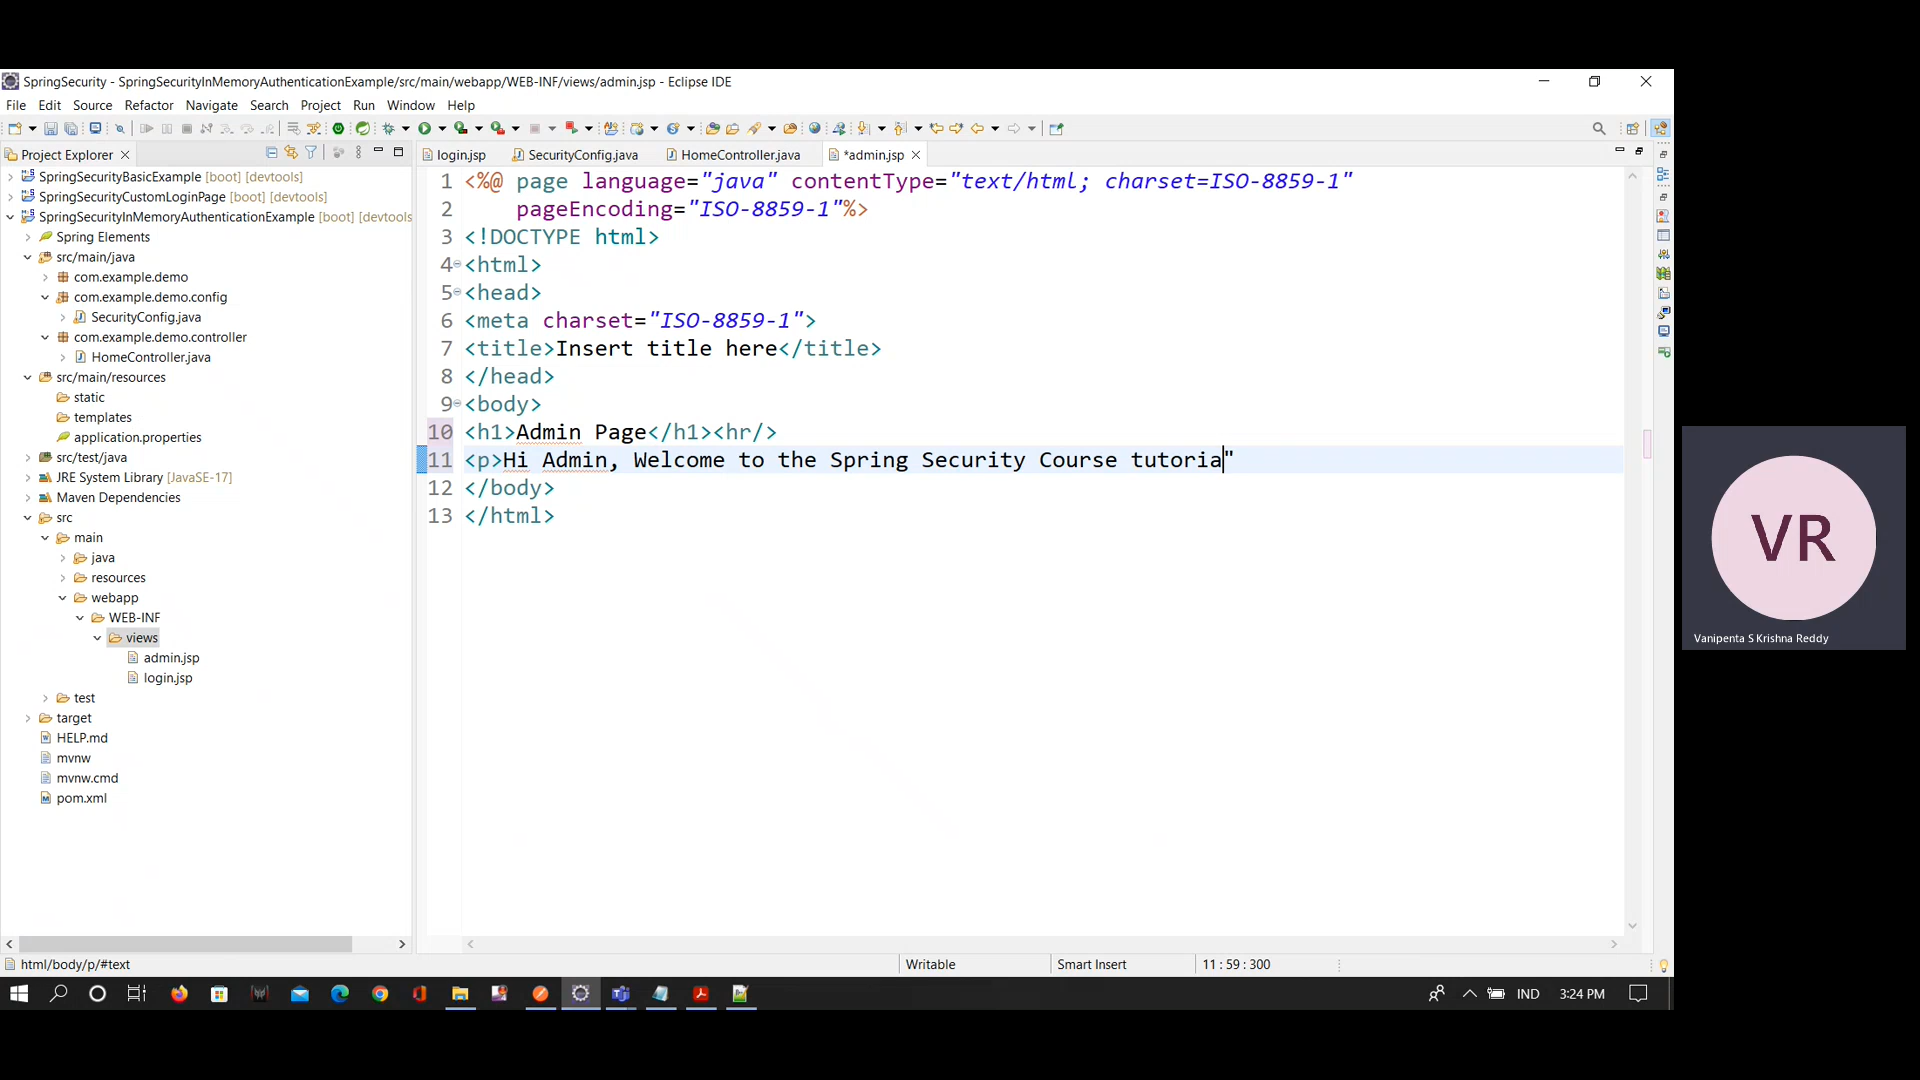 SpringSecurity - SpringSecurityInMemoryAuthenticationExample/src/main/webapp/WEB-INF/views/admin.jsp - Eclipse IDE
File Edit Source Refactor Navigate Search Project Run Window Help
Project Explorer
login.jsp SecurityConfig.java HomeController.java *admin.jsp
SpringSecurityBasicExample [boot] [devtools]
SpringSecurityCustomLoginPage [boot] [devtools]
SpringSecurityInMemoryAuthenticationExample [boot] [devtools
Spring Elements
src/main/java
com.example.demo
com.example.demo.config
SecurityConfig.java
com.example.demo.controller
HomeController.java
src/main/resources
static
templates
application.properties
src/test/java
JRE System Library [JavaSE-17]
Maven Dependencies
src
main
java
resources
webapp
WEB-INF
views
admin.jsp
login.jsp
test
target
HELP.md
mvnw
mvnw.cmd
pom.xml
1 <%@ page language="java" contentType="text/html; charset=ISO-8859-1"
2 pageEncoding="ISO-8859-1"%>
3 <!DOCTYPE html>
4 <html>
5 <head>
6 <meta charset="ISO-8859-1">
7 <title>Insert title here</title>
8 </head>
9 <body>
10 <h1>Admin Page</h1><hr/>
11 <p>Hi Admin, Welcome to the Spring Security Course tutoria"
12 </body>
13 </html>
VR
Vanipenta S Krishna Reddy
html/body/p/#text Writable Smart Insert 11 : 59 : 300
IND 3:24 PM